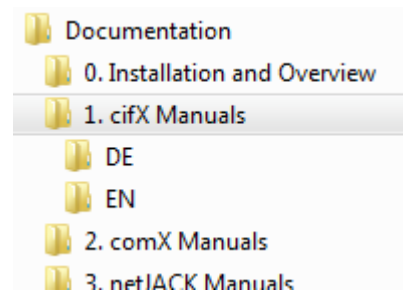 Documentation
0. Installation and Overview
1. cifX Manuals
DE
EN
2. comX Manuals
3. netJACK Manuals